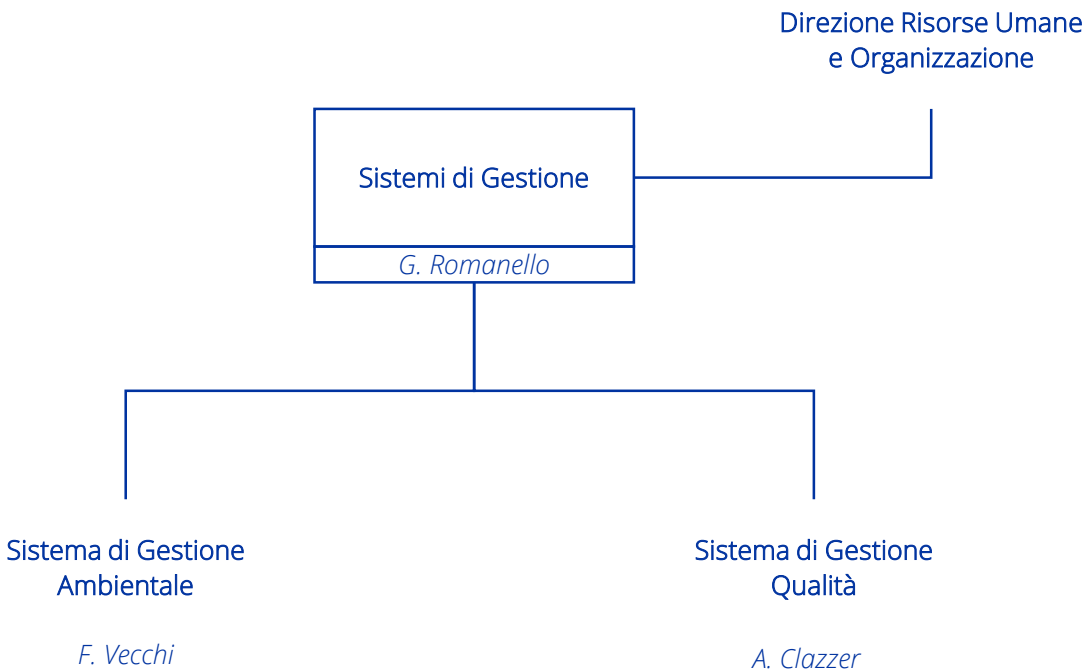 Direzione Risorse Umane
e Organizzazione
Sistemi di Gestione
G. Romanello
Sistema di Gestione
Ambientale
F. Vecchi
Sistema di Gestione
Qualità
A. Clazzer